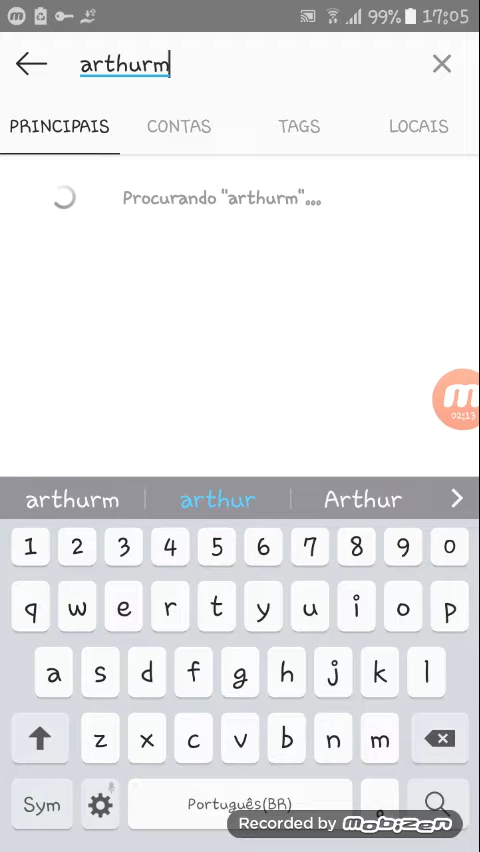 99% 17:05
arthurm
PRINCIPAIS CONTAS TAGS LOCAIS
Procurando "arthurm"...
02:13
arthurm arthur Arthur
1 2 3 4 5 6 7 8 9 0
q w e r t y u i o p
a s d f g h j k l
z x c v b n m
Sym Português(BR)
Recorded by mobizen